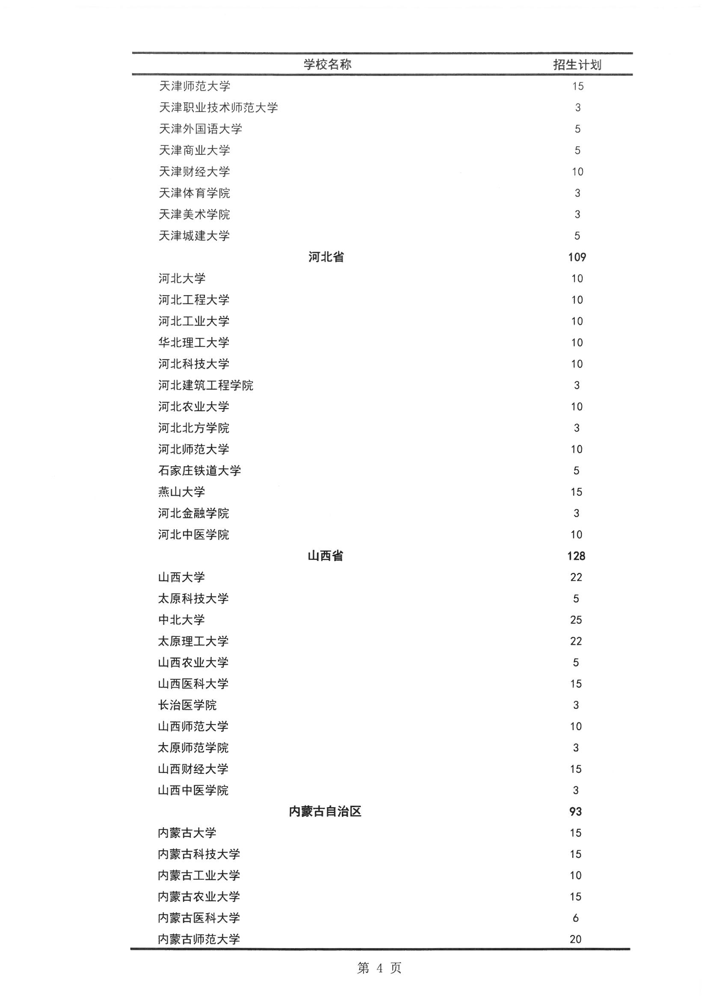 学校名称 招生计划
天津师范大学 15
天津职业技术师范大学 3
天津外国语大学 5
天津商业大学 5
天津财经大学 10
天津体育学院 3
天津美术学院 3
天津城建大学 5
河北省 109
河北大学 10
河北工程大学 10
河北工业大学 10
华北理工大学 10
河北科技大学 10
河北建筑工程学院 3
河北农业大学 10
河北北方学院 3
河北师范大学 10
石家庄铁道大学 5
燕山大学 15
河北金融学院 3
河北中医学院 10
山西省 128
山西大学 22
太原科技大学 5
中北大学 25
太原理工大学 22
山西农业大学 5
山西医科大学 15
长治医学院 3
山西师范大学 10
太原师范学院 3
山西财经大学 15
山西中医学院 3
内蒙古自治区 93
内蒙古大学 15
内蒙古科技大学 15
内蒙古工业大学 10
内蒙古农业大学 15
内蒙古医科大学 6
内蒙古师范大学 20
第 4 页